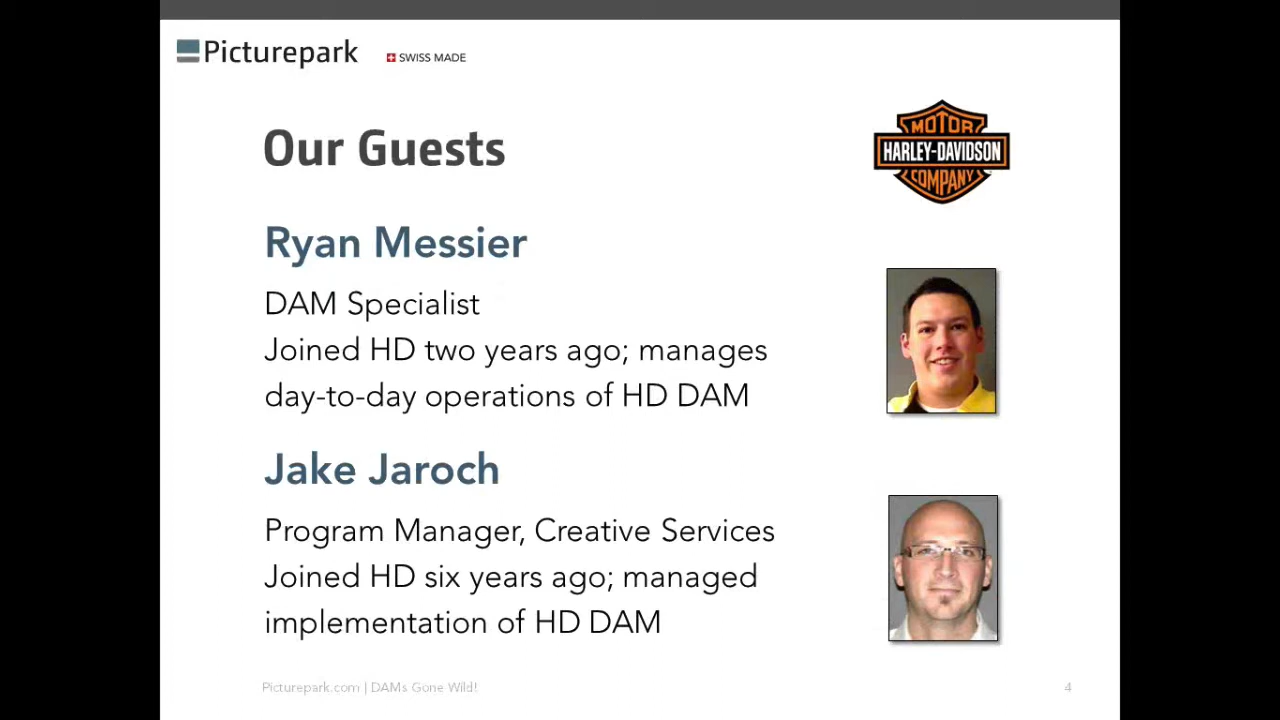 Picturepark
SWISS MADE
Our Guests
MOTOR
HARLEY-DAVIDSON
COMPANY
Ryan Messier
DAM Specialist
Joined HD two years ago; manages
day-to-day operations of HD DAM
Jake Jaroch
Program Manager, Creative Services
Joined HD six years ago; managed
implementation of HD DAM
Picturepark.com | DAMs Gone Wild!
4